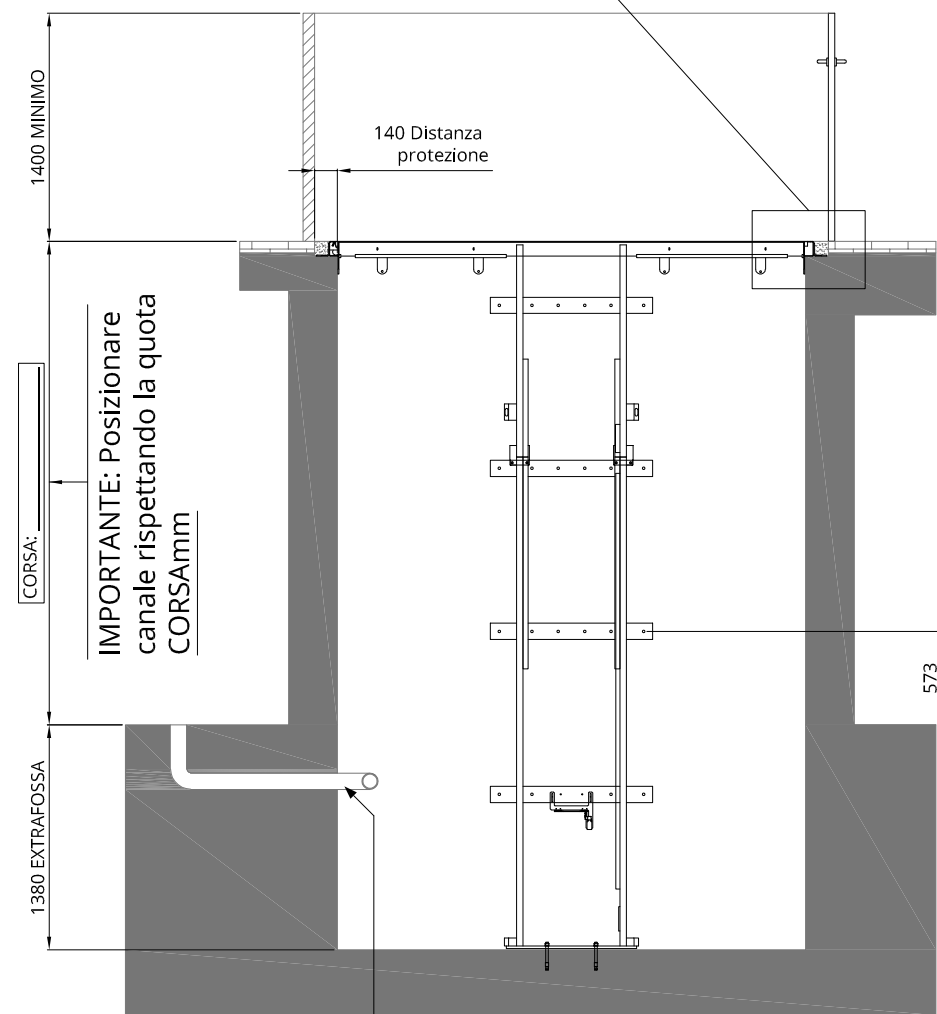 1400 MINIMO
140 Distanza
protezione
CORSA:
IMPORTANTE: Posizionare
canale rispettando la quota
CORSAmm
573
1380 EXTRAFOSSA